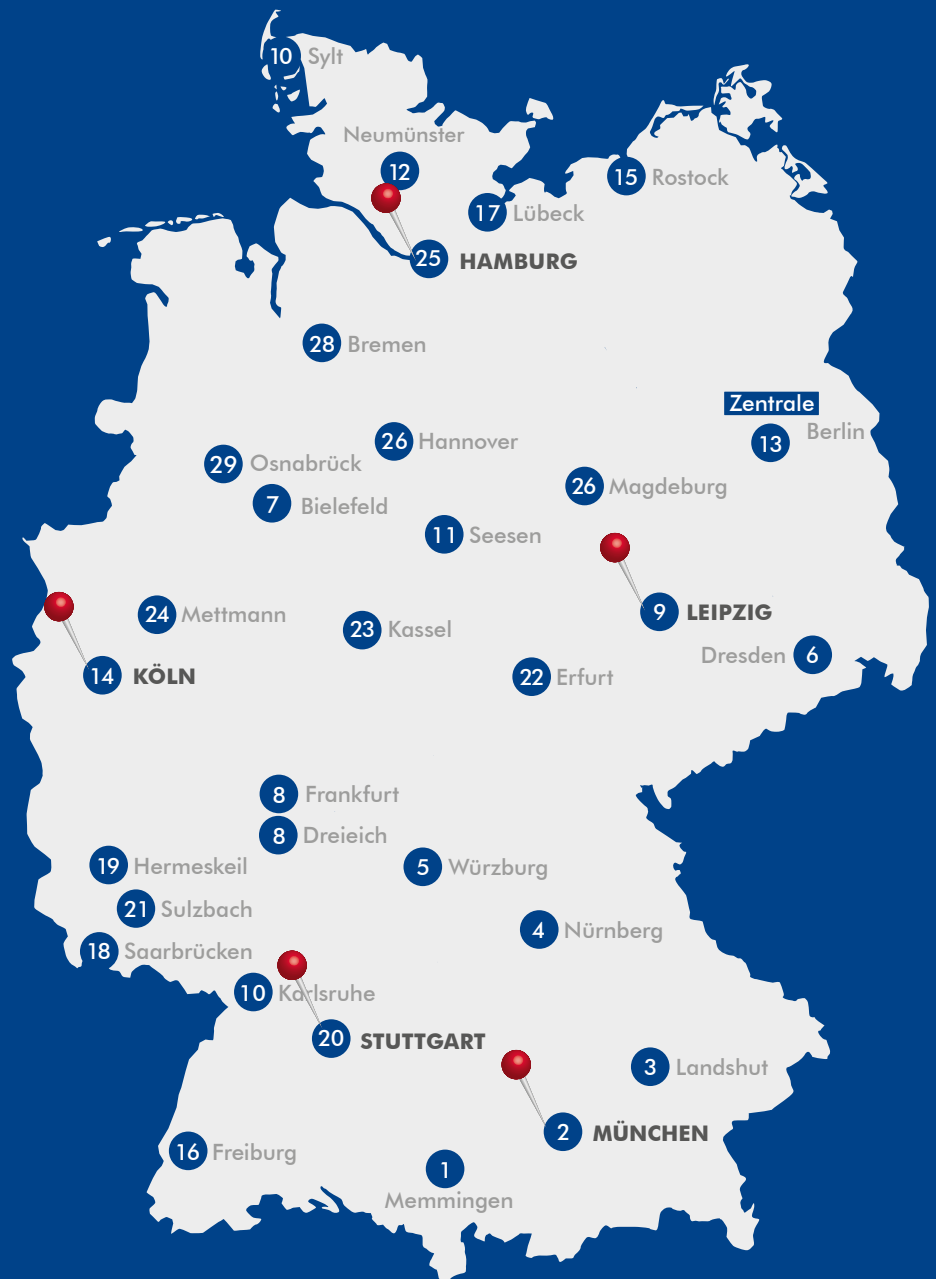 10 Sylt
Neumünster
12
15 Rostock
17 Lübeck
25 HAMBURG
28 Bremen
Zentrale
13 Berlin
26 Hannover
29 Osnabrück
26 Magdeburg
7 Bielefeld
11 Seesen
9 LEIPZIG
24 Mettmann
23 Kassel
Dresden 6
14 KÖLN
22 Erfurt
8 Frankfurt
8 Dreieich
19 Hermeskeil
5 Würzburg
21 Sulzbach
4 Nürnberg
18 Saarbrücken
10 Karlsruhe
20 STUTTGART
3 Landshut
2 MÜNCHEN
16 Freiburg
1
Memmingen